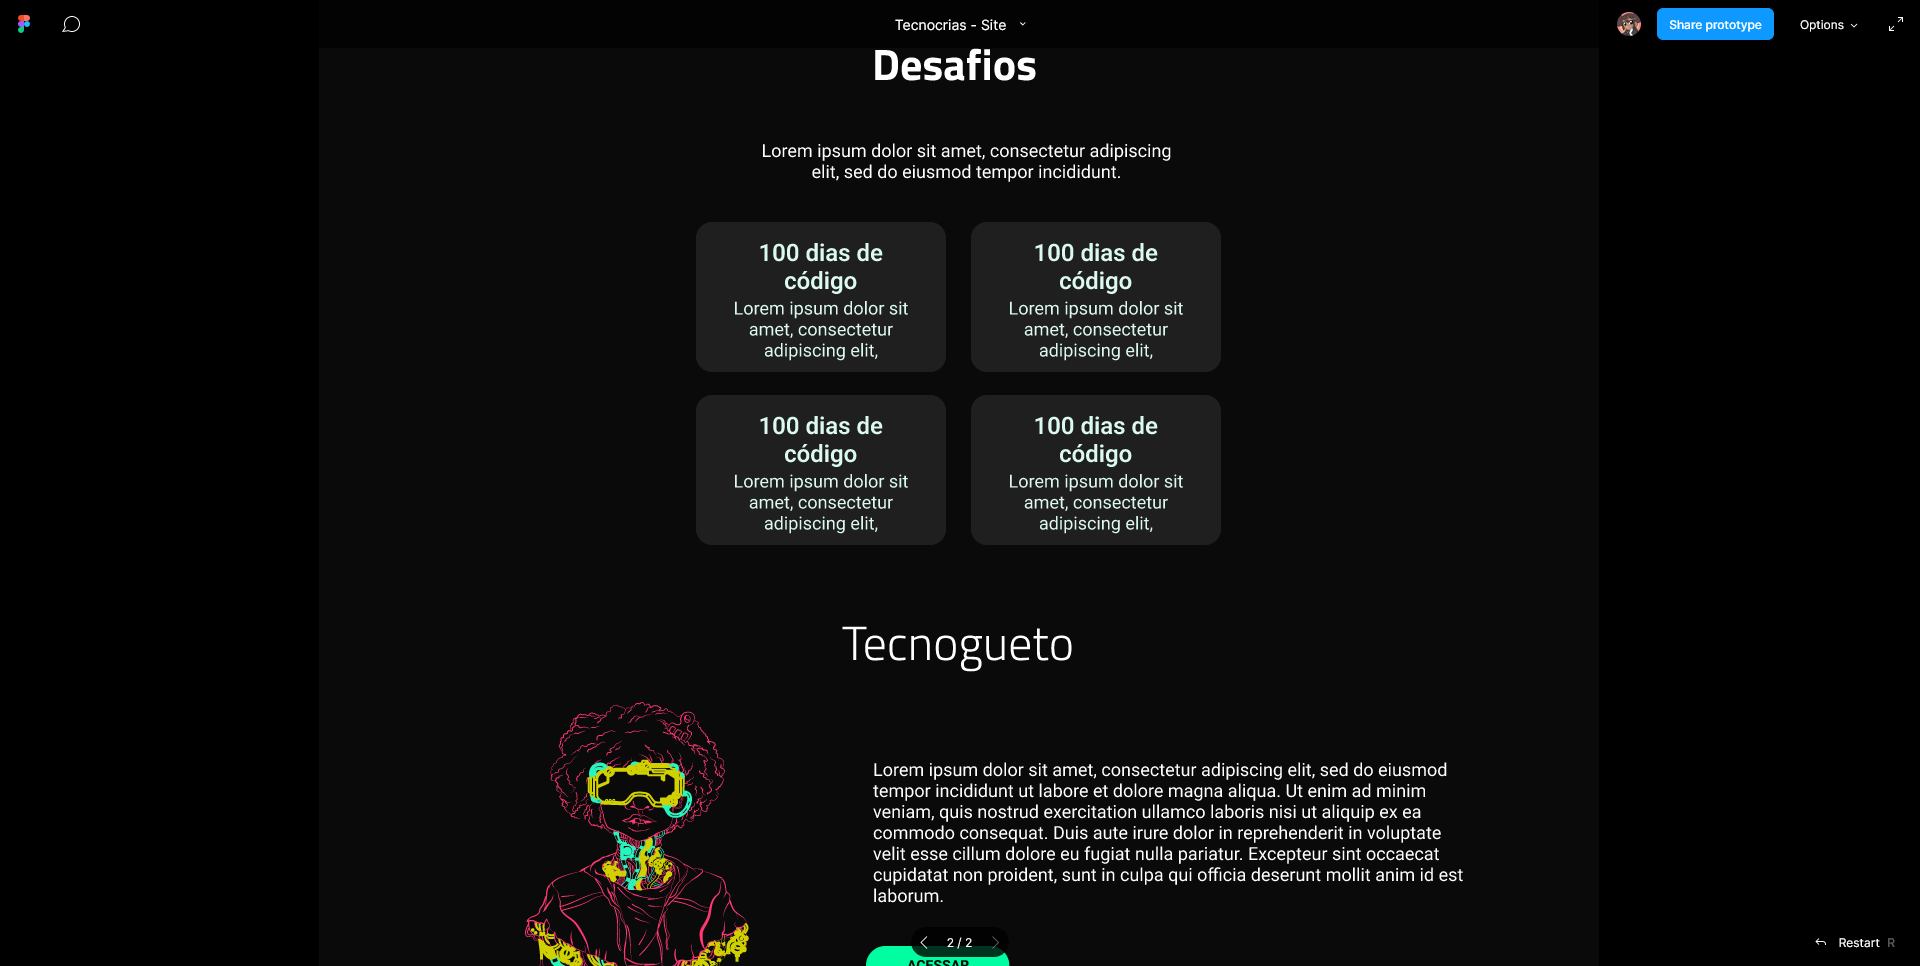 Tecnocrias - Site
Share prototype
Options
Desafios
Lorem ipsum dolor sit amet, consectetur adipiscing
elit, sed do eiusmod tempor incididunt.
100 dias de
código
Lorem ipsum dolor sit
amet, consectetur
adipiscing elit,
100 dias de
código
Lorem ipsum dolor sit
amet, consectetur
adipiscing elit,
100 dias de
código
Lorem ipsum dolor sit
amet, consectetur
adipiscing elit,
100 dias de
código
Lorem ipsum dolor sit
amet, consectetur
adipiscing elit,
Tecnogueto
Lorem ipsum dolor sit amet, consectetur adipiscing elit, sed do eiusmod
tempor incididunt ut labore et dolore magna aliqua. Ut enim ad minim
veniam, quis nostrud exercitation ullamco laboris nisi ut aliquip ex ea
commodo consequat. Duis aute irure dolor in reprehenderit in voluptate
velit esse cillum dolore eu fugiat nulla pariatur. Excepteur sint occaecat
cupidatat non proident, sunt in culpa qui officia deserunt mollit anim id est
laborum.
2 / 2
ACESSAR
Restart R